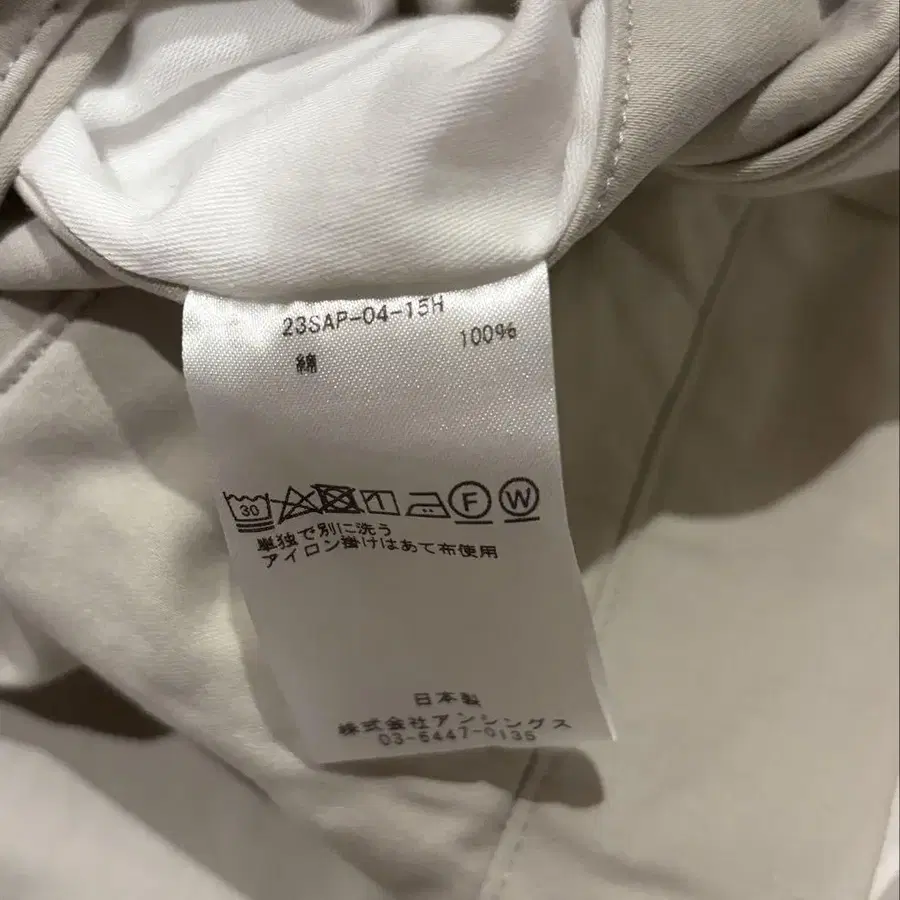 23SAP-04-15H
綿 100%
30 F W
単独で別に洗う
アイロン掛けはあて布使用
日本製
株式会社アンシングス
03-6447-0135